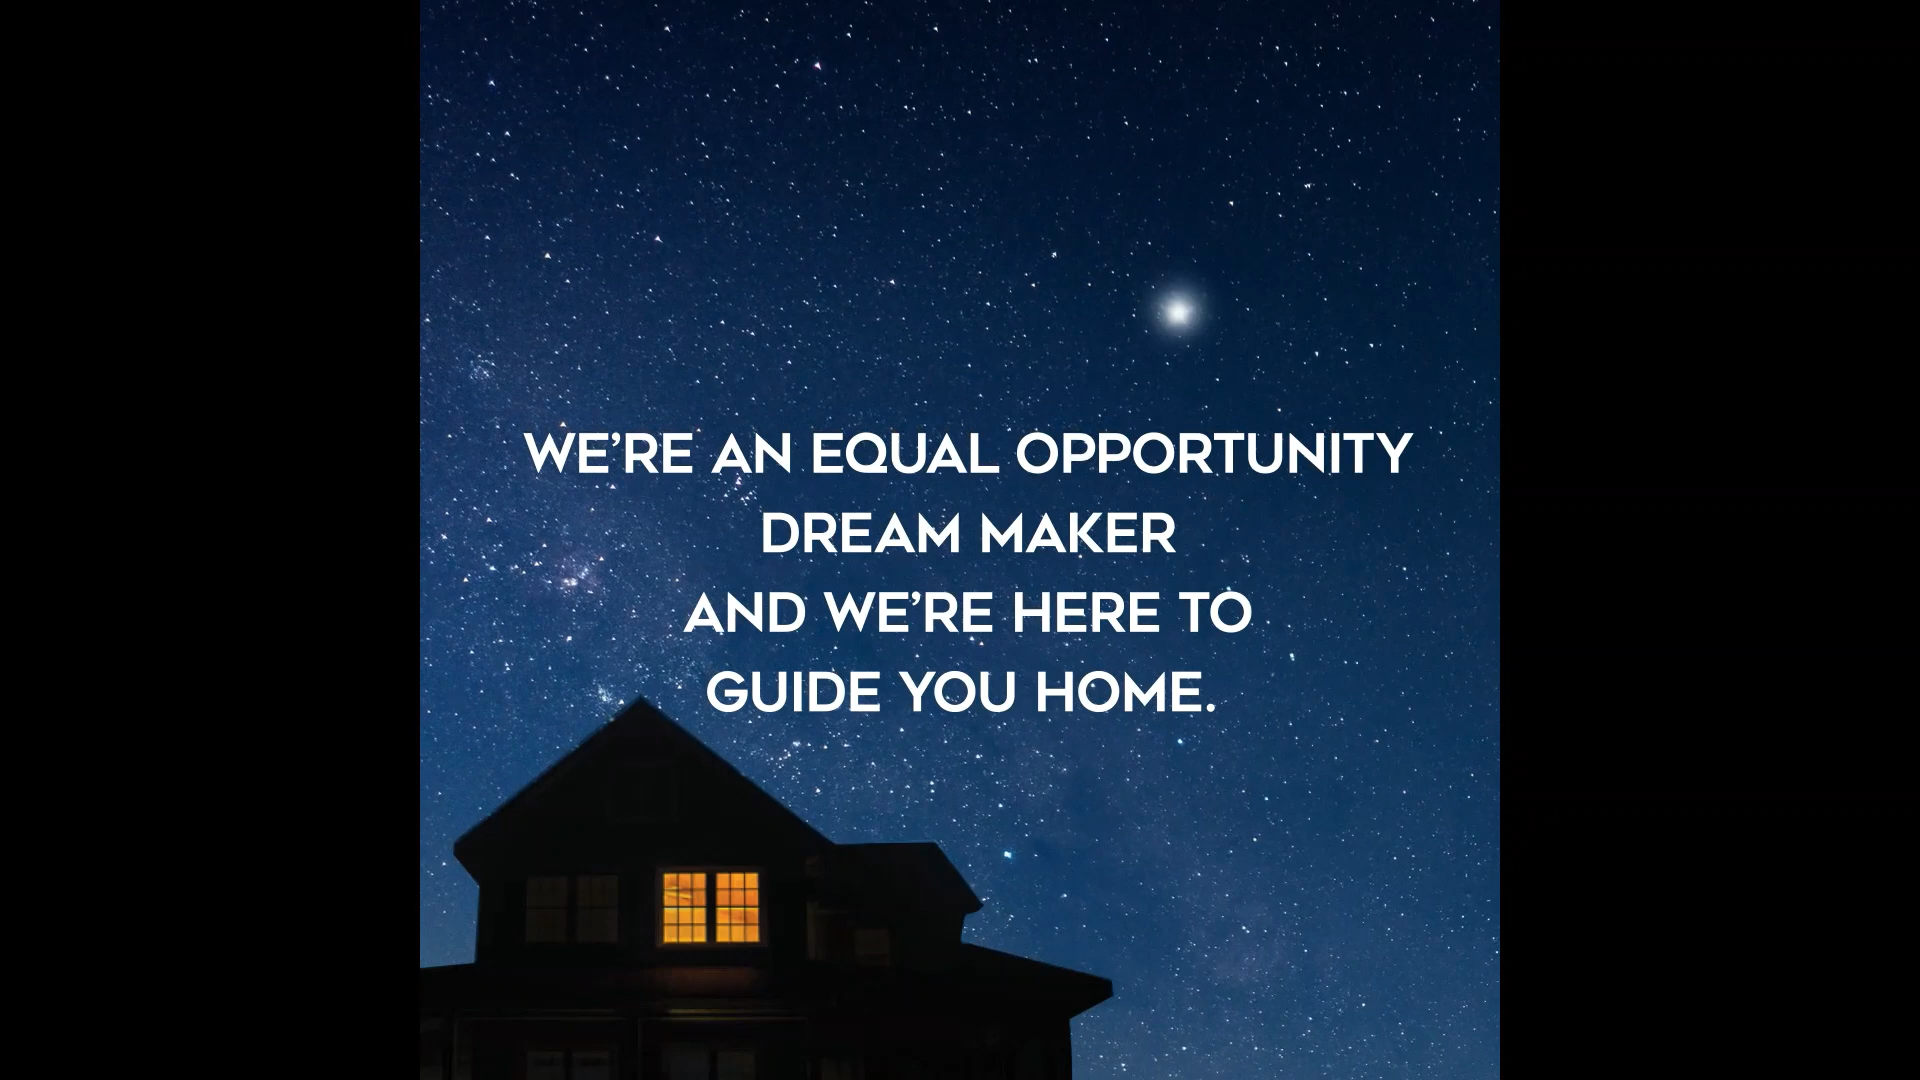 WE’RE AN EQUAL OPPORTUNITY
DREAM MAKER
AND WE’RE HERE TO
GUIDE YOU HOME.